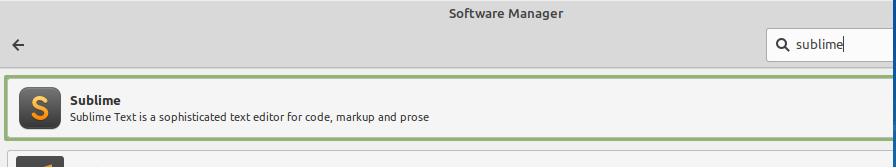 Software Manager
sublime
Sublime
Sublime Text is a sophisticated text editor for code, markup and prose